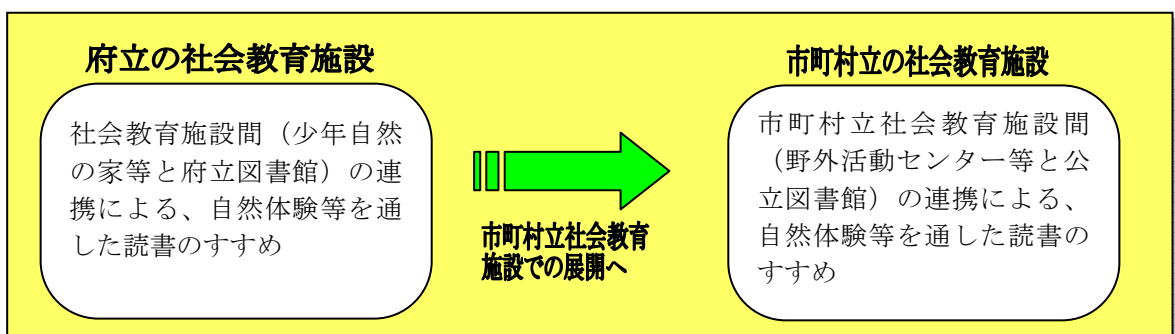 府立の社会教育施設
社会教育施設間（少年自然
の家等と府立図書館）の連
携による、自然体験等を通
した読書のすすめ
市町村立社会教育
施設での展開へ
市町村立の社会教育施設
市町村立社会教育施設間
（野外活動センター等と公
立図書館）の連携による、
自然体験等を通した読書の
すすめ